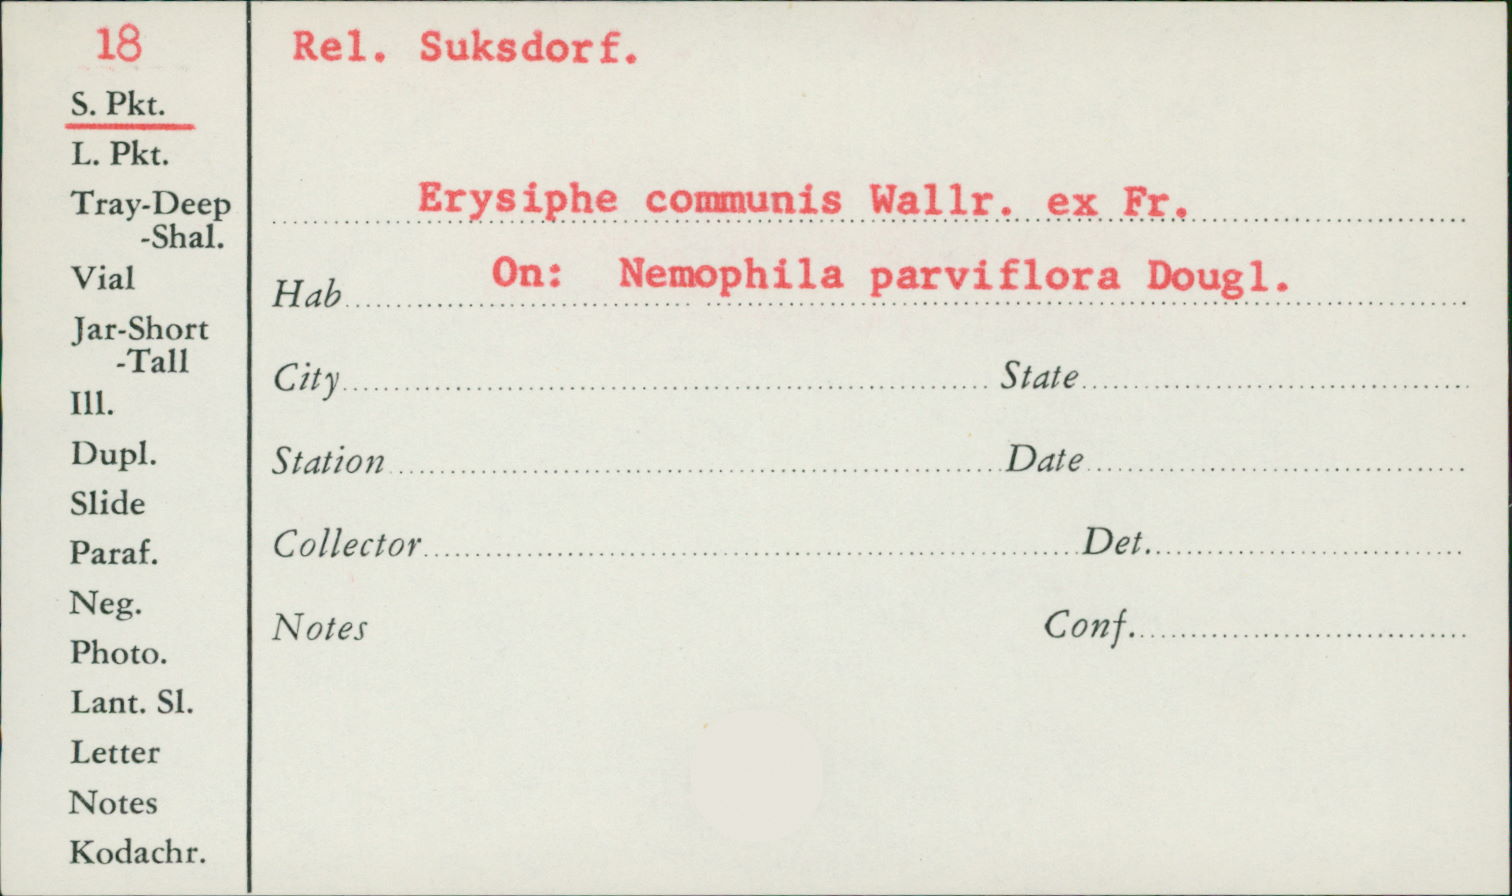 18
S. Pkt.
L. Pkt.
Tray-Deep
-Shal.
Vial
Jar-Short
-Tall
Ill.
Dupl.
Slide
Paraf.
Neg.
Photo.
Lant. Sl.
Letter
Notes
Kodachr.
Rel. Suksdorf.
Erysiphe communis Wallr. ex Fr.
Hab On: Nemophila parviflora Dougl.
City State
Station Date
Collector Det.
Notes Conf.